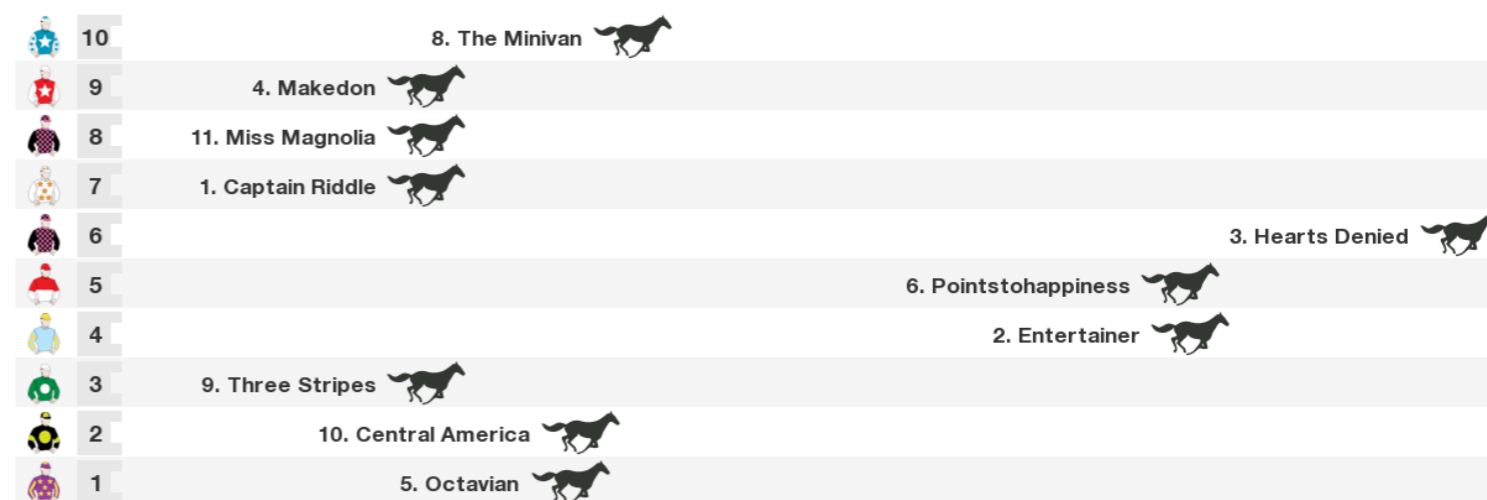 10 8. The Minivan
9 4. Makedon
8 11. Miss Magnolia
7 1. Captain Riddle
6 3. Hearts Denied
5 6. Pointstohappiness
4 2. Entertainer
3 9. Three Stripes
2 10. Central America
1 5. Octavian